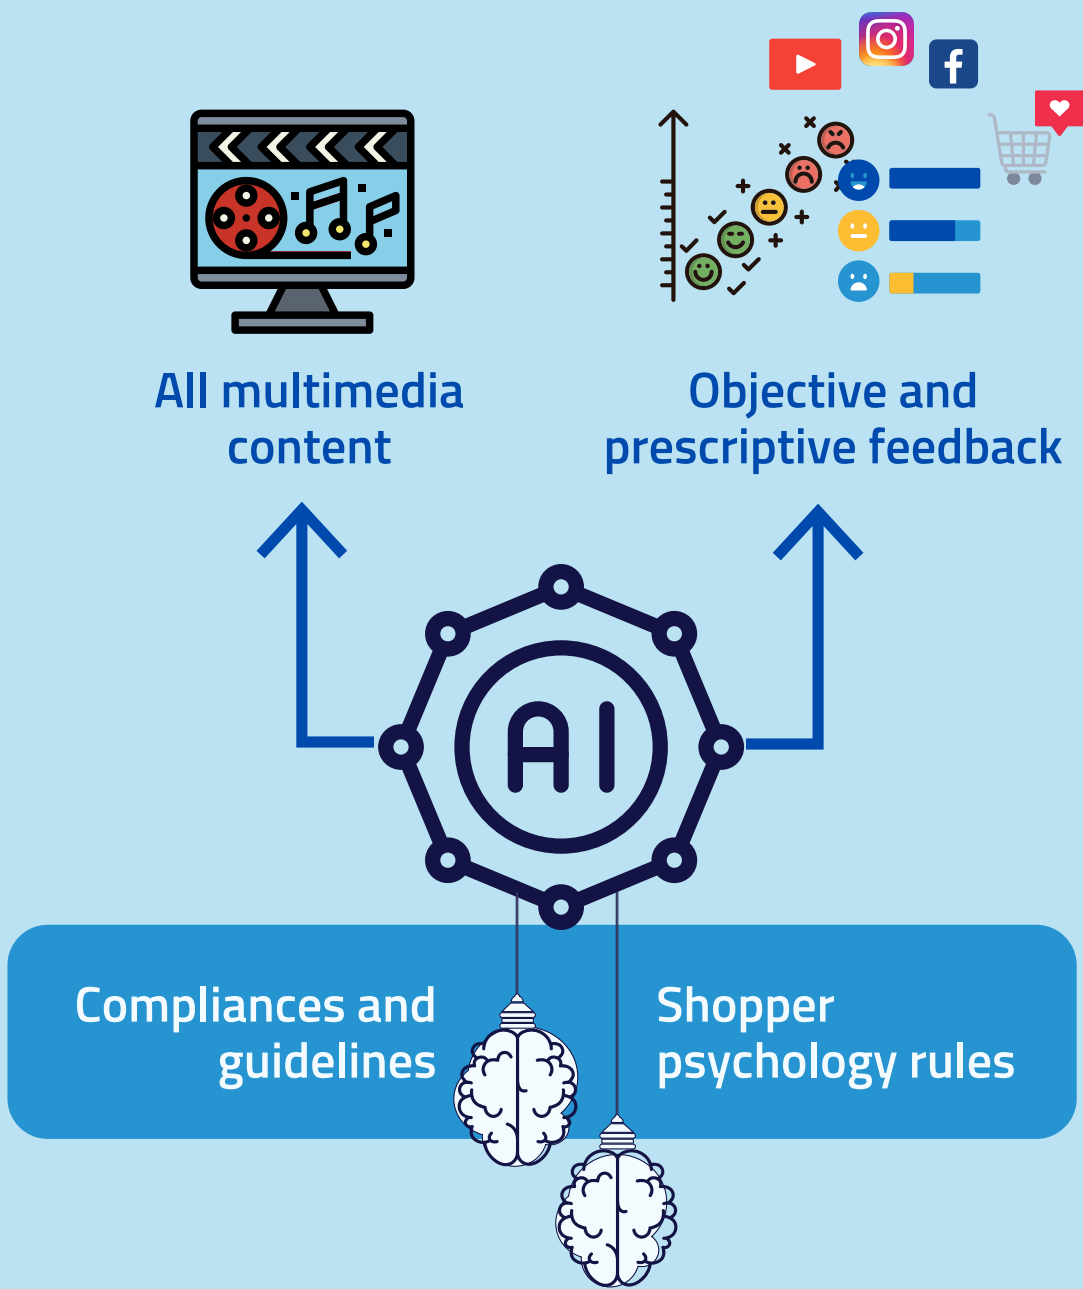 All multimedia
content
Objective and
prescriptive feedback
AI
Compliances and
guidelines
Shopper
psychology rules